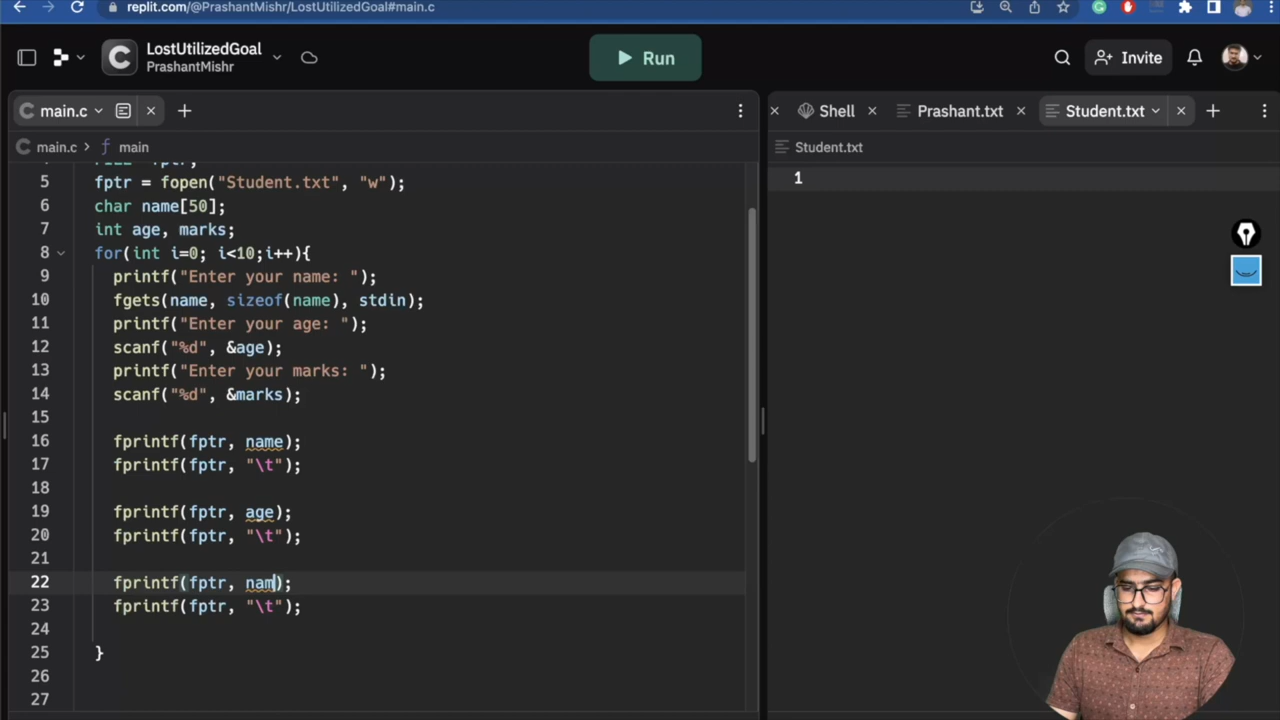 replit.com/@PrashantMishr/LostUtilizedGoal#main.c
LostUtilizedGoal
PrashantMishr
Run
Invite
main.c
Shell
Prashant.txt
Student.txt
main.c > main
Student.txt
1
5 fptr = fopen("Student.txt", "w");
6 char name[50];
7 int age, marks;
8 for(int i=0; i<10;i++){
9 printf("Enter your name: ");
10 fgets(name, sizeof(name), stdin);
11 printf("Enter your age: ");
12 scanf("%d", &age);
13 printf("Enter your marks: ");
14 scanf("%d", &marks);
15
16 fprintf(fptr, name);
17 fprintf(fptr, "\t");
18
19 fprintf(fptr, age);
20 fprintf(fptr, "\t");
21
22 fprintf(fptr, nam);
23 fprintf(fptr, "\t");
24
25 }
26
27